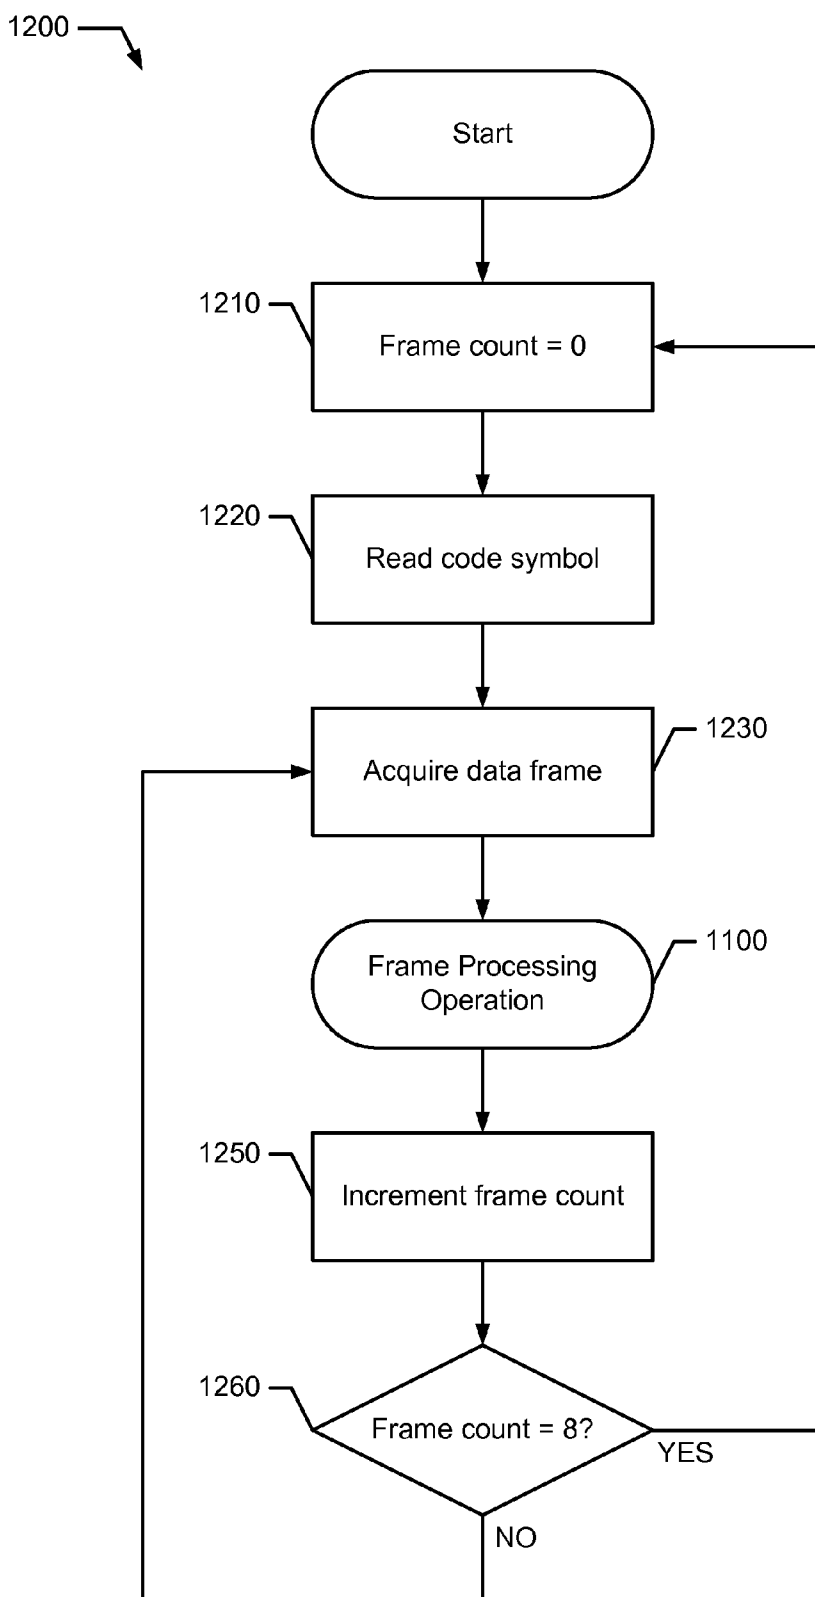 1200
Start
1210
Frame count = 0
1220
Read code symbol
1230
Acquire data frame
1100
Frame Processing
Operation
1250
Increment frame count
1260
Frame count = 8?
YES
NO